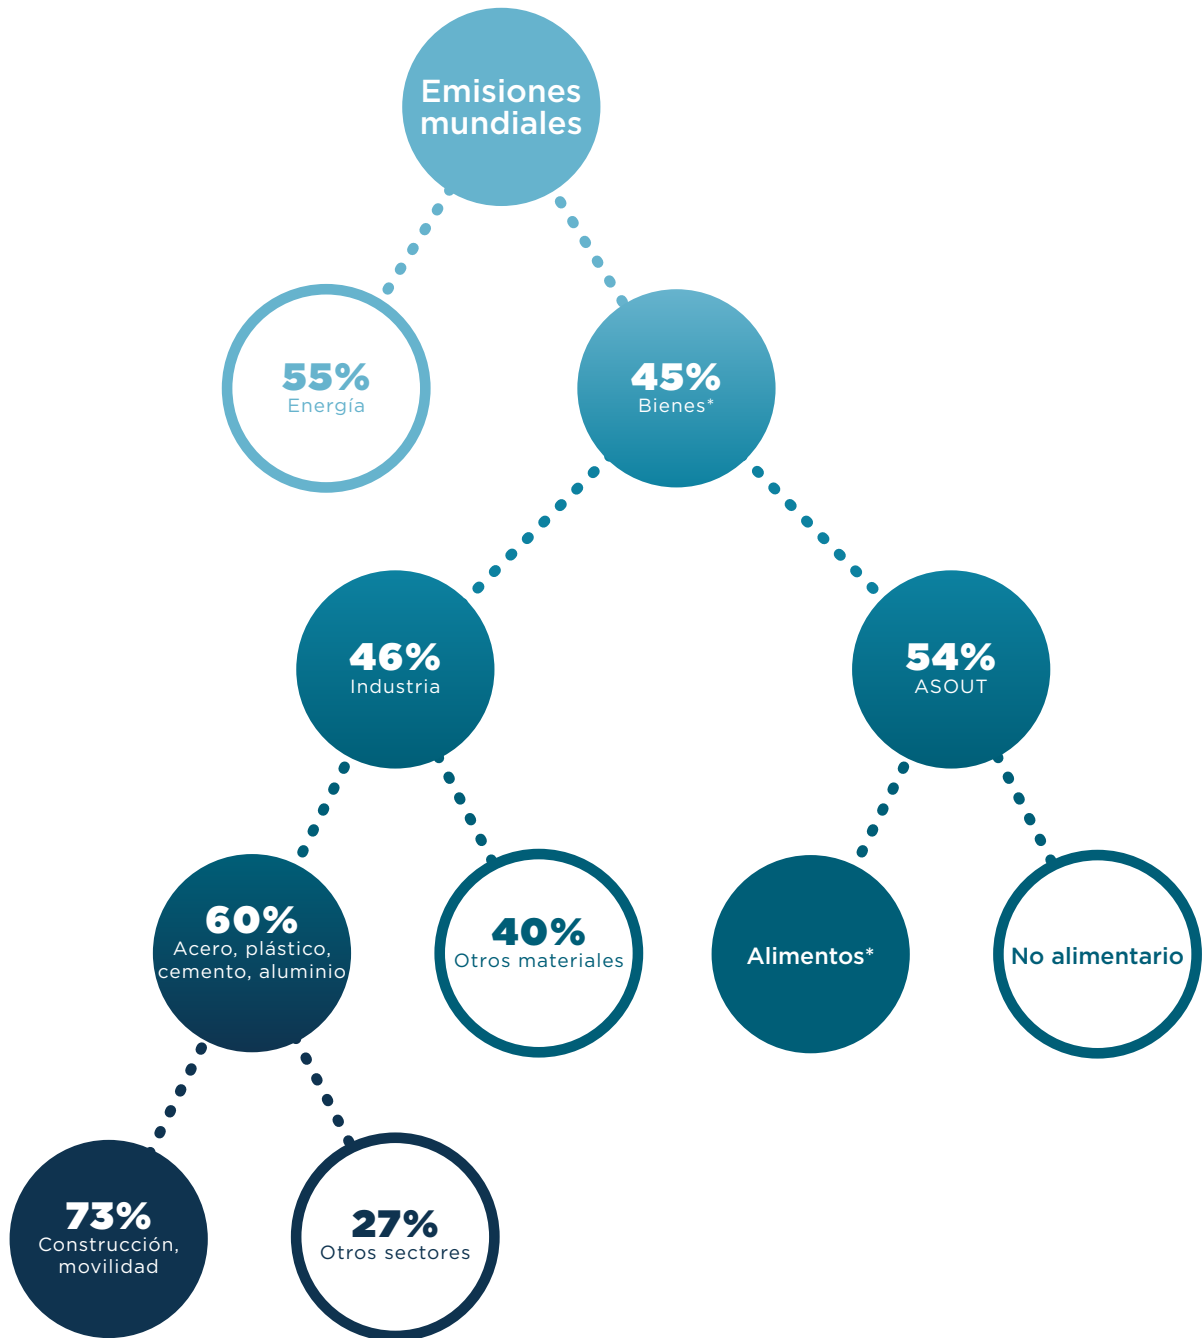 Emisiones
mundiales
55%
Energía
45%
Bienes*
46%
Industria
54%
ASOUT
60%
Acero, plástico,
cemento, aluminio
40%
Otros materiales
Alimentos*
No alimentario
73%
Construcción,
movilidad
27%
Otros sectores